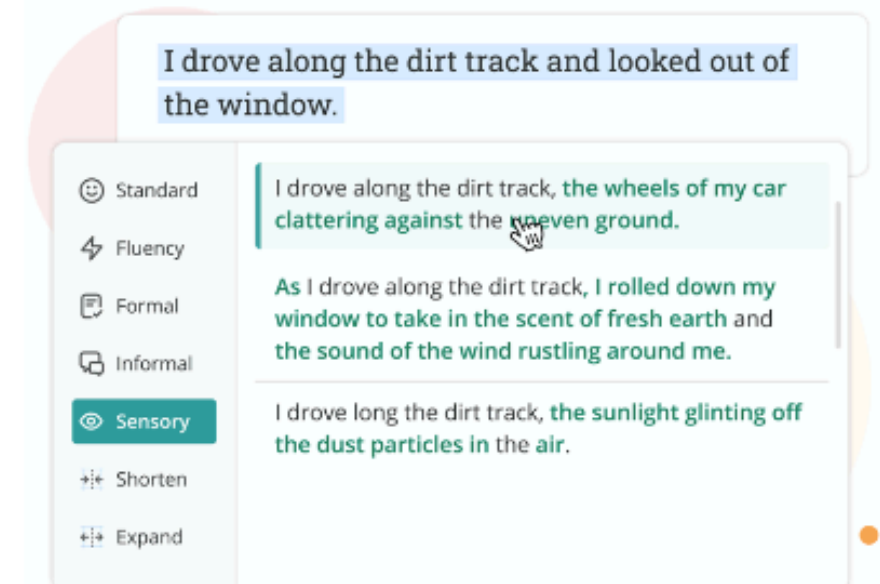 I drove along the dirt track and looked out of
the window.
Standard
Fluency
Formal
Informal
Sensory
Shorten
Expand
I drove along the dirt track, the wheels of my car
clattering against the uneven ground.
As I drove along the dirt track, I rolled down my
window to take in the scent of fresh earth and
the sound of the wind rustling around me.
I drove long the dirt track, the sunlight glinting off
the dust particles in the air.